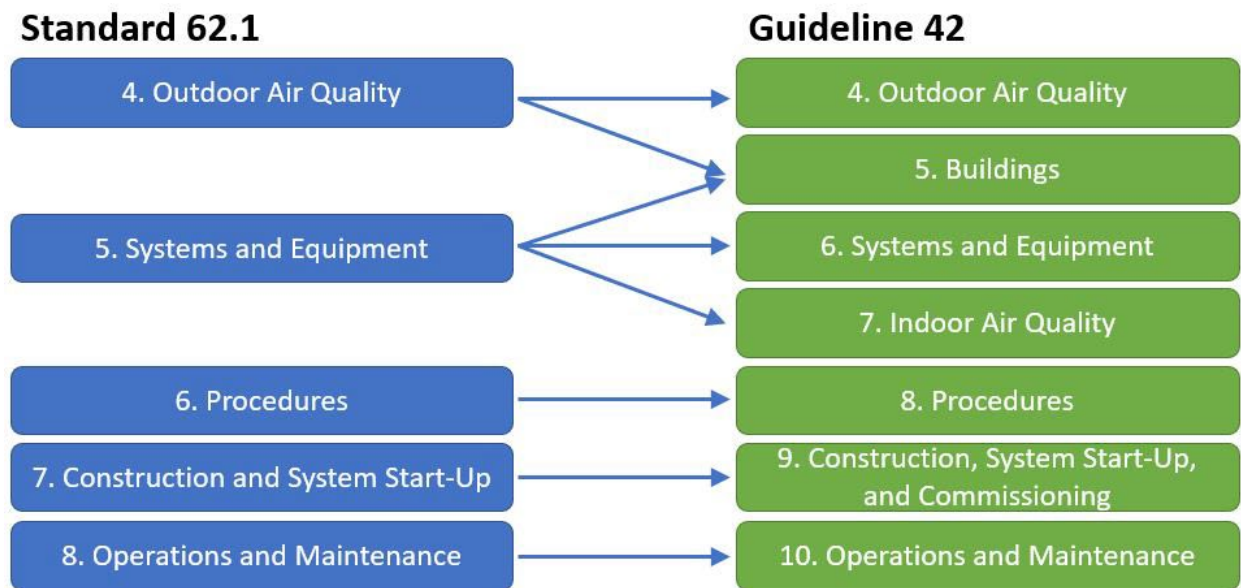 Standard 62.1
Guideline 42
4. Outdoor Air Quality
4. Outdoor Air Quality
5. Buildings
5. Systems and Equipment
6. Systems and Equipment
7. Indoor Air Quality
6. Procedures
8. Procedures
7. Construction and System Start-Up
9. Construction, System Start-Up,
and Commissioning
8. Operations and Maintenance
10. Operations and Maintenance